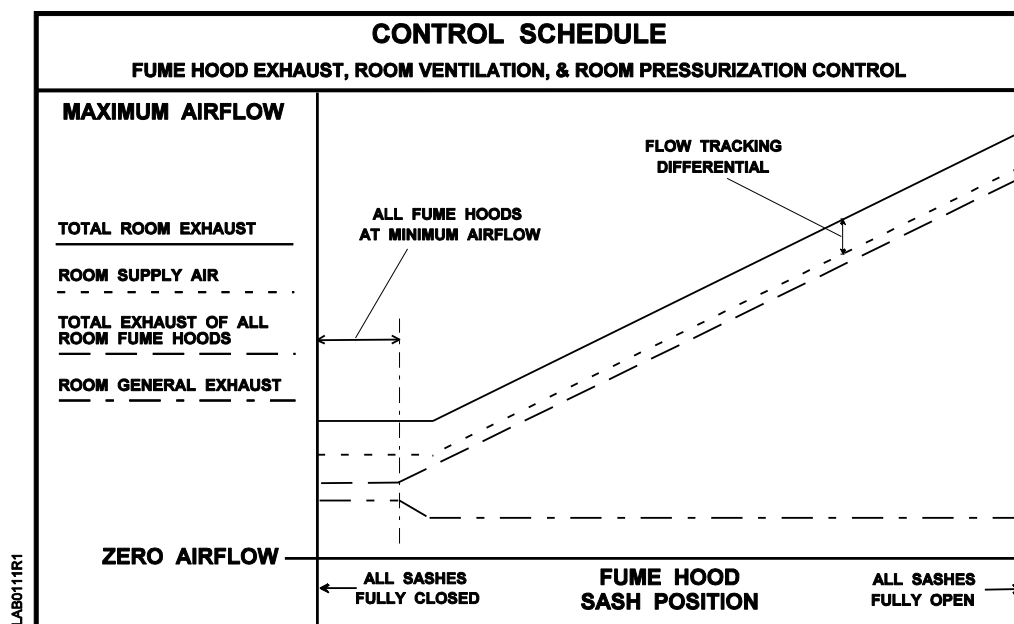 CONTROL SCHEDULE
FUME HOOD EXHAUST, ROOM VENTILATION, & ROOM PRESSURIZATION CONTROL
MAXIMUM AIRFLOW
FLOW TRACKING
DIFFERENTIAL
ALL FUME HOODS
AT MINIMUM AIRFLOW
TOTAL ROOM EXHAUST
ROOM SUPPLY AIR
TOTAL EXHAUST OF ALL
ROOM FUME HOODS
ROOM GENERAL EXHAUST
ZERO AIRFLOW
ALL SASHES
FULLY CLOSED
FUME HOOD
SASH POSITION
ALL SASHES
FULLY OPEN
LAB0111R1